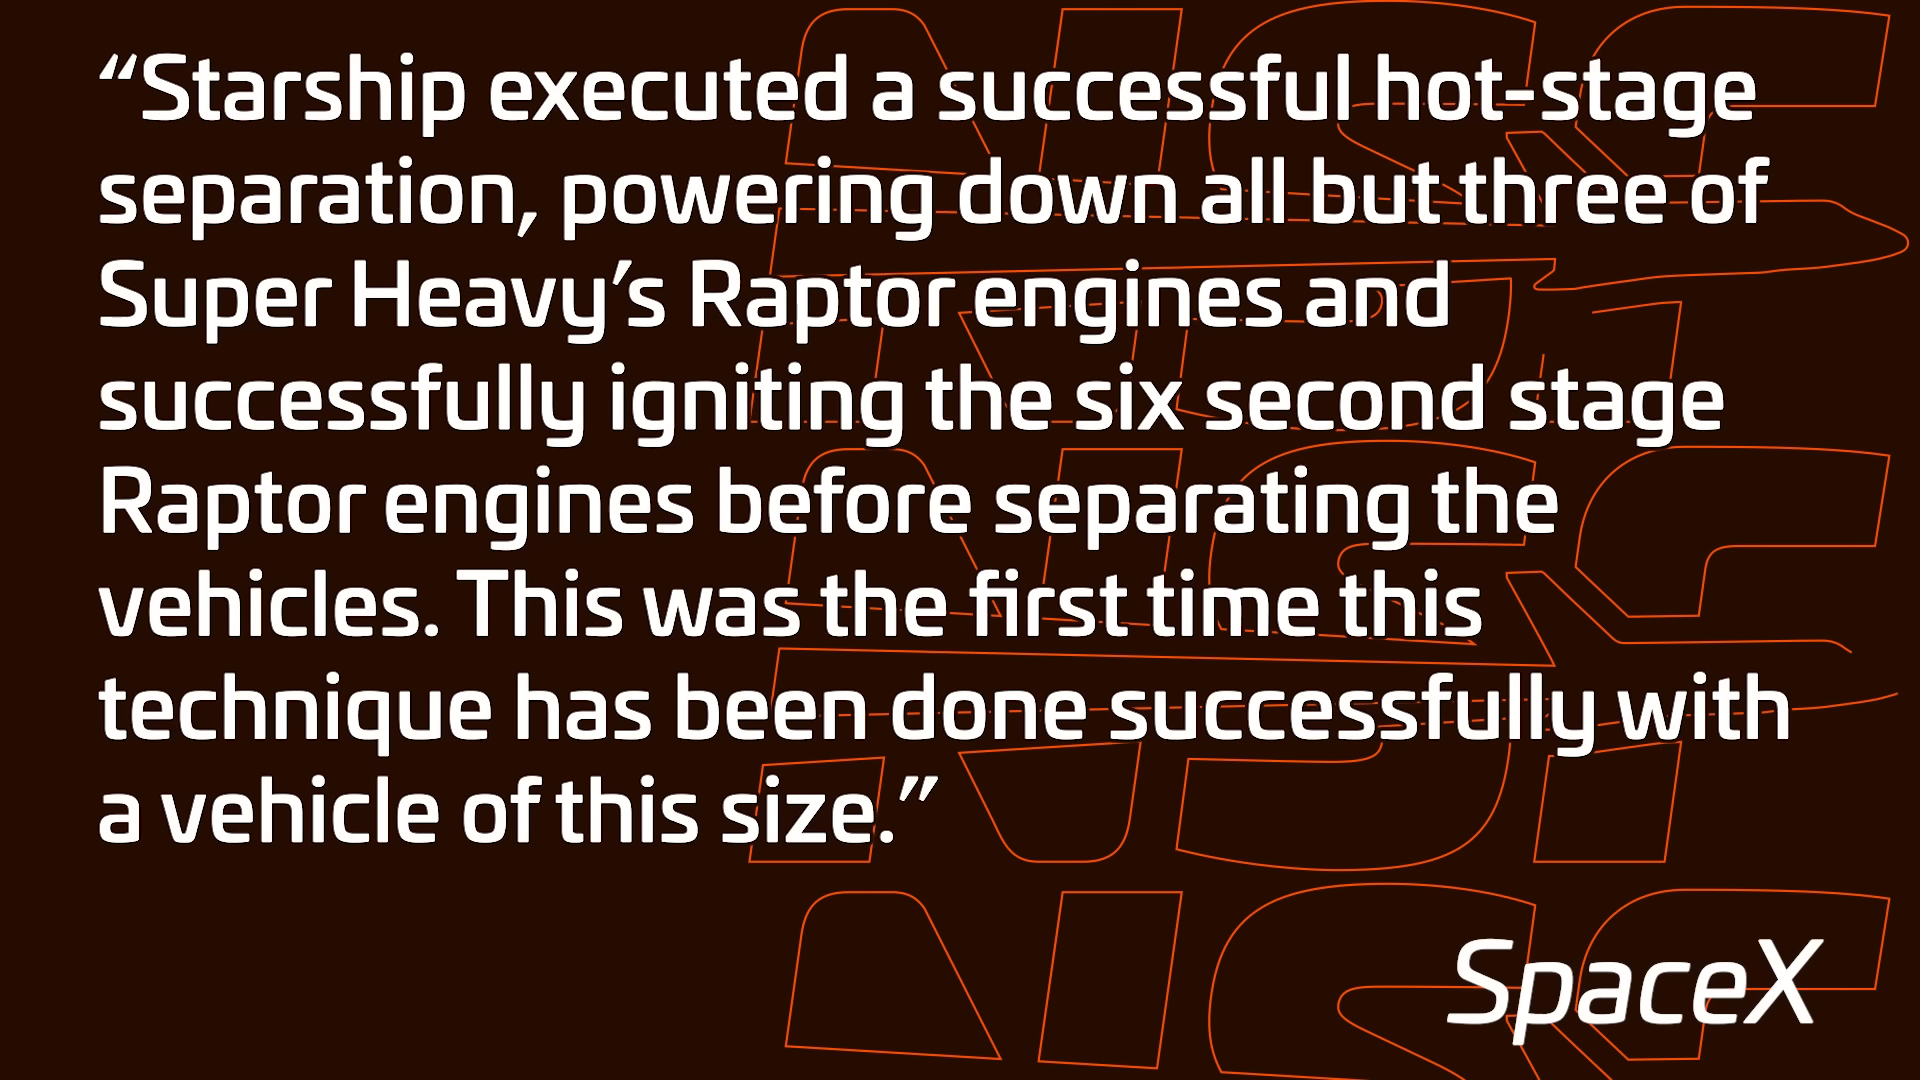 “Starship executed a successful hot-stage
separation, powering down all but three of
Super Heavy’s Raptor engines and
successfully igniting the six second stage
Raptor engines before separating the
vehicles. This was the first time this
technique has been done successfully with
a vehicle of this size.”
SpaceX